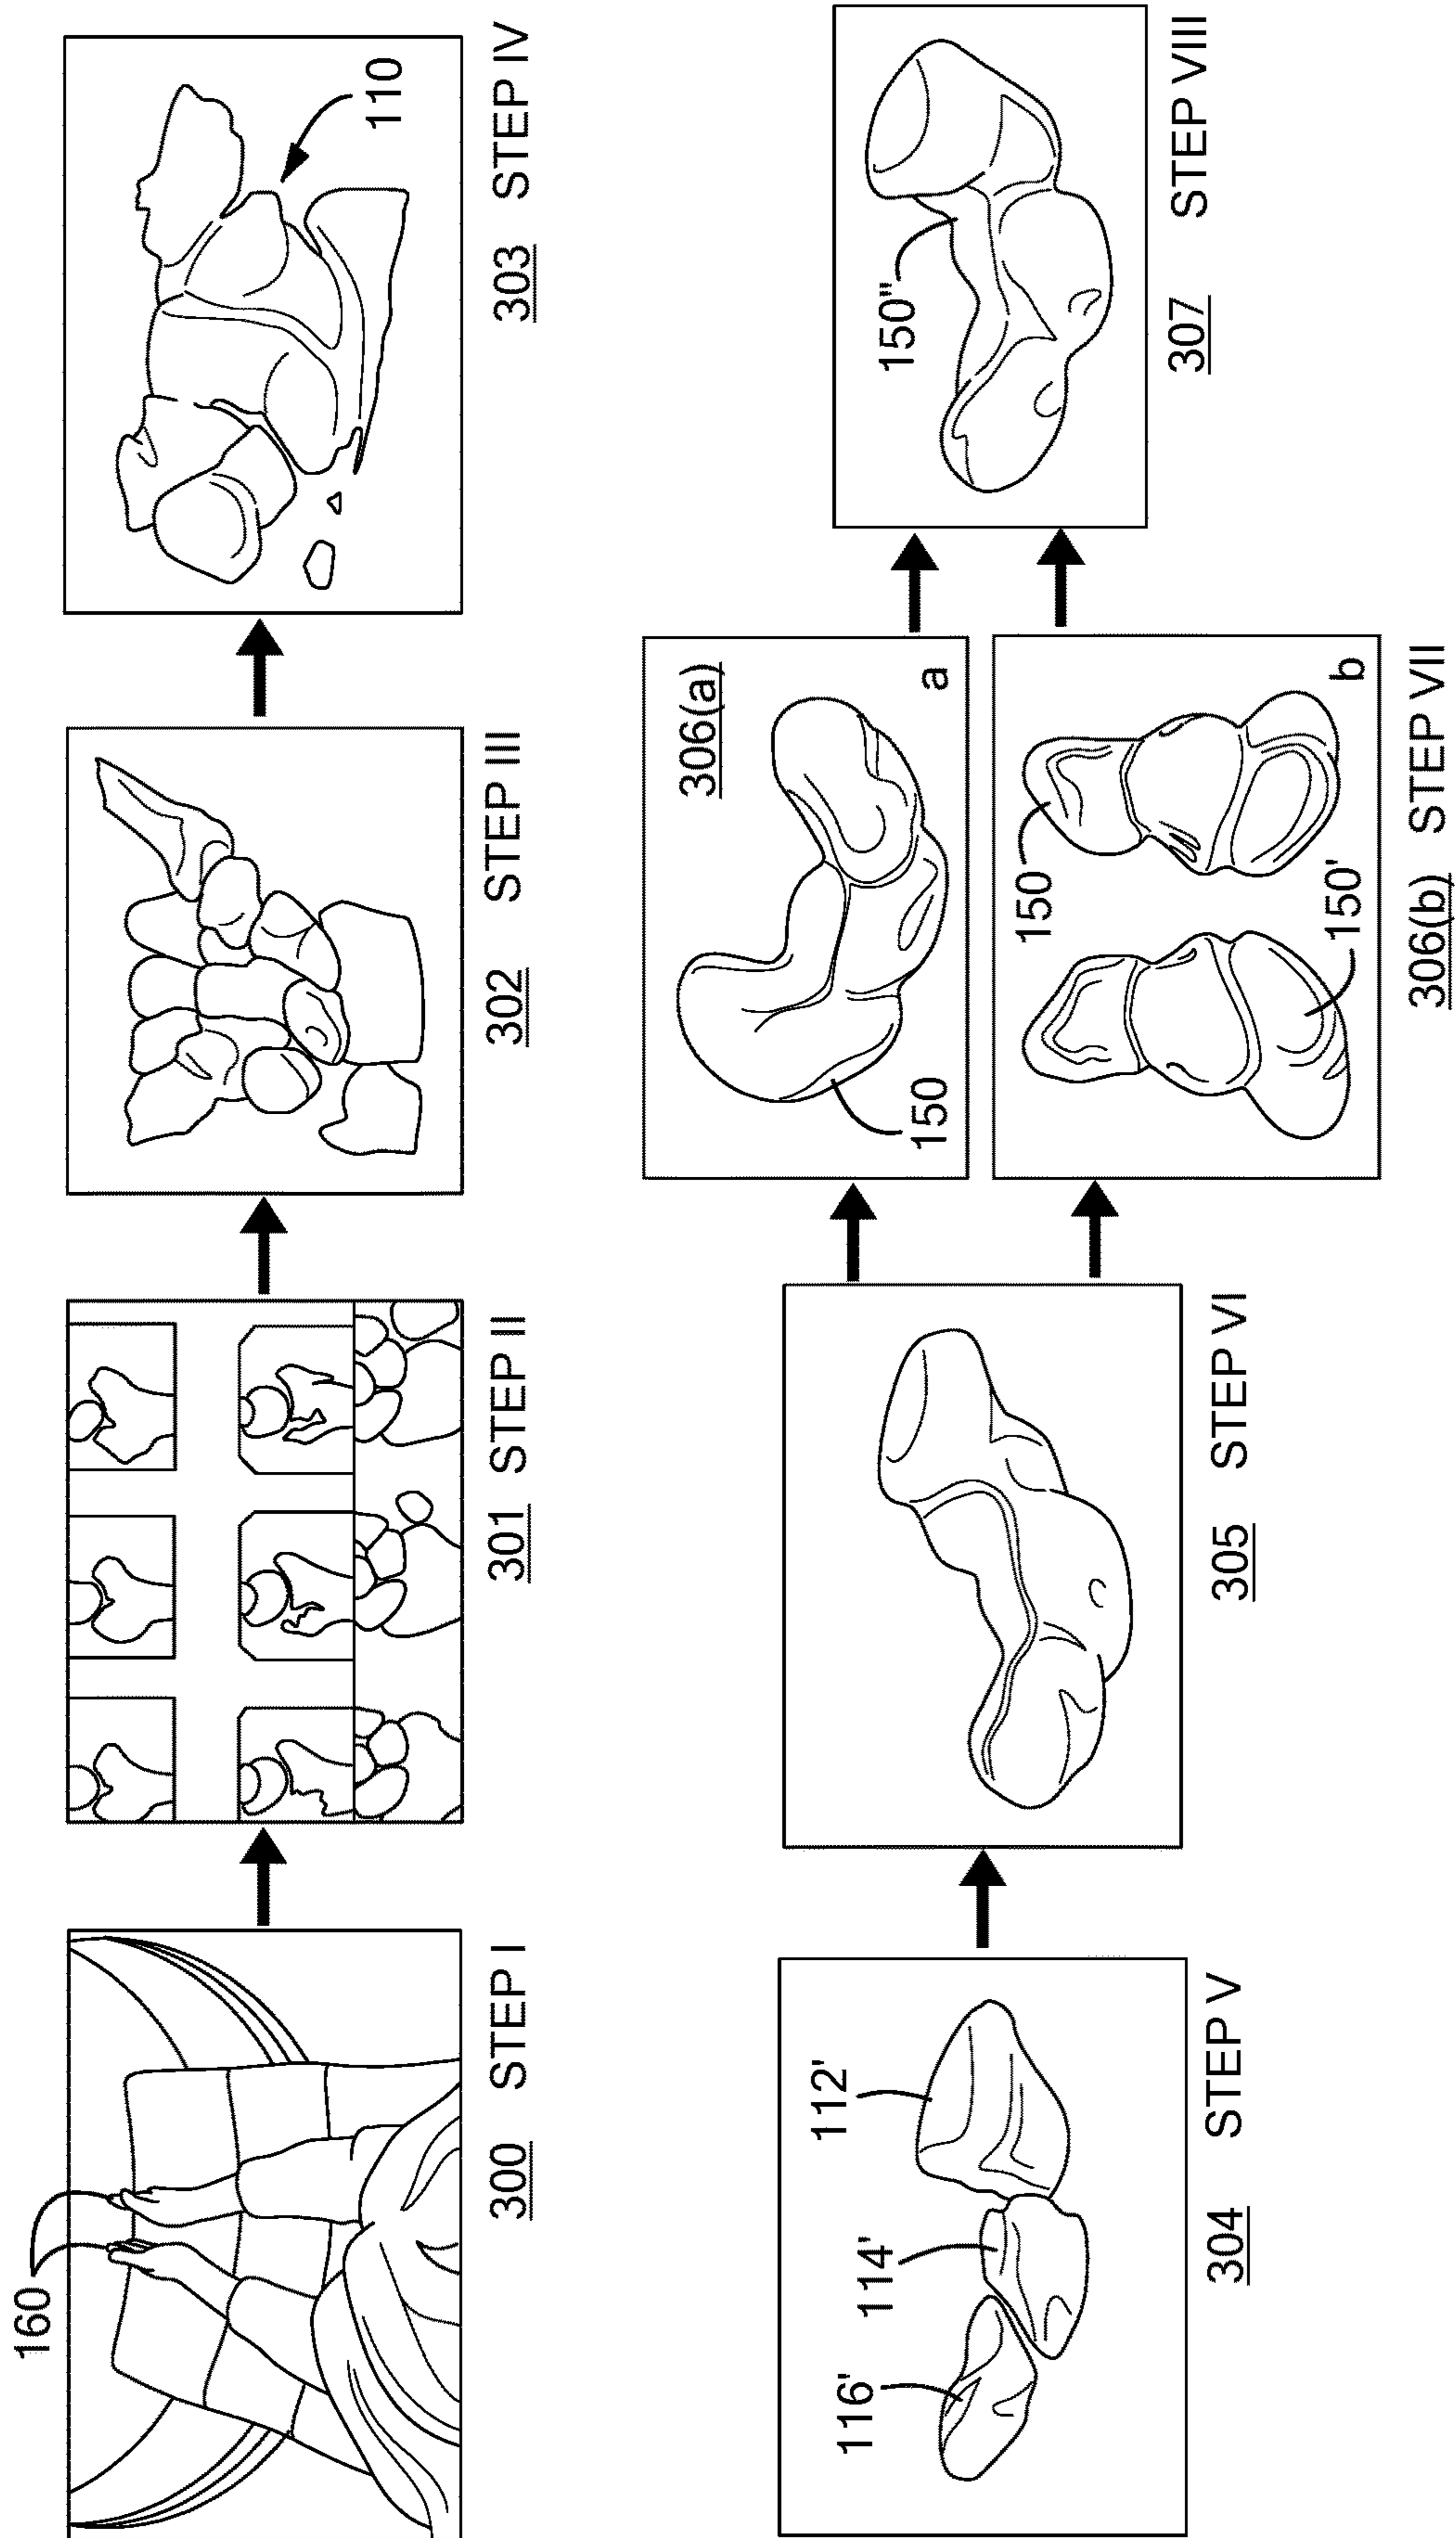 160
300 STEP I
301 STEP II
302 STEP III
110
303 STEP IV
116'
114'
112'
304 STEP V
305 STEP VI
306(a)
150
a
150
150'
b
306(b) STEP VII
150"
307 STEP VIII